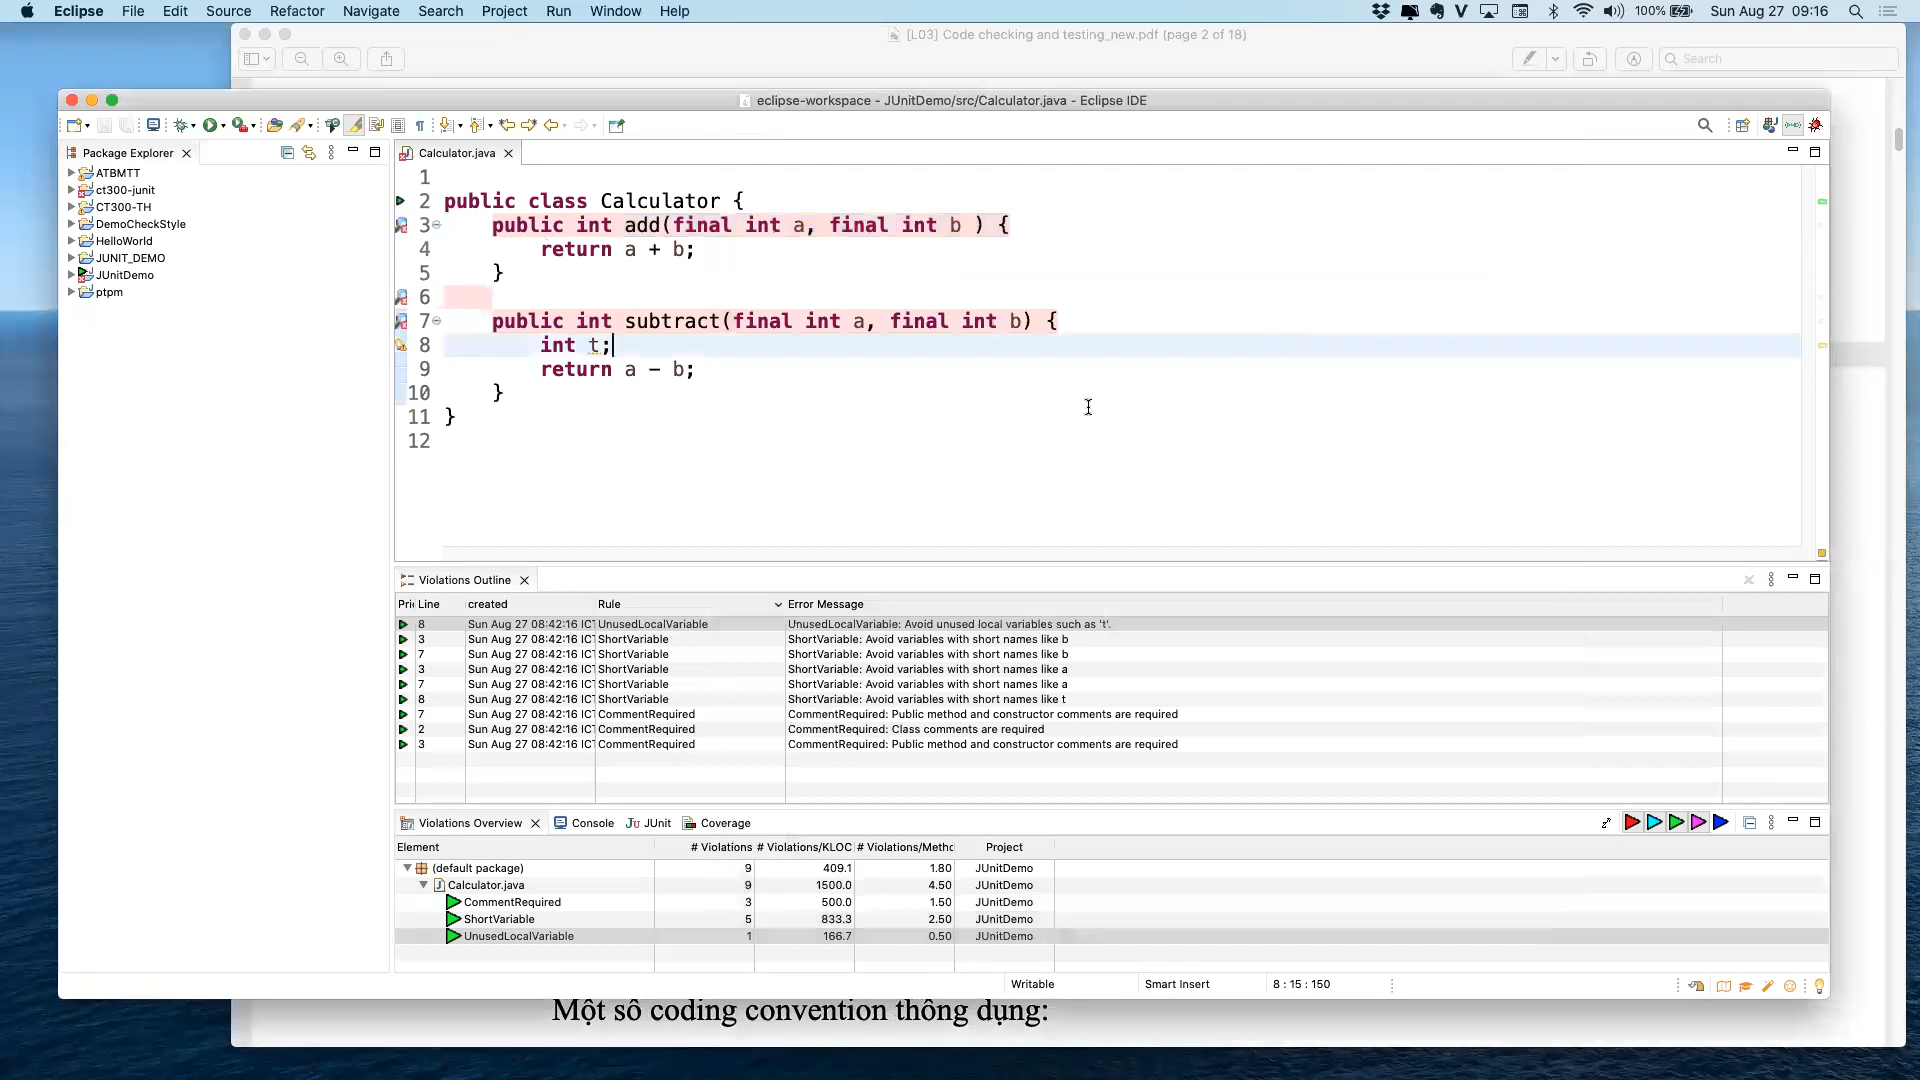 Eclipse File Edit Source Refactor Navigate Search Project Run Window Help
100% Sun Aug 27 09:16
[L03] Code checking and testing_new.pdf (page 2 of 18)
Search
eclipse-workspace - JUnitDemo/src/Calculator.java - Eclipse IDE
Package Explorer
ATBMTT
ct300-junit
CT300-TH
DemoCheckStyle
HelloWorld
JUNIT_DEMO
JUnitDemo
ptpm
Calculator.java
1
2 public class Calculator {
3 public int add(final int a, final int b ) {
4 return a + b;
5 }
6
7 public int subtract(final int a, final int b) {
8 int t;
9 return a - b;
10 }
11 }
12
Violations Outline
Pri Line created Rule Error Message
8 Sun Aug 27 08:42:16 ICT UnusedLocalVariable UnusedLocalVariable: Avoid unused local variables such as 't'.
3 Sun Aug 27 08:42:16 ICT ShortVariable ShortVariable: Avoid variables with short names like b
7 Sun Aug 27 08:42:16 ICT ShortVariable ShortVariable: Avoid variables with short names like b
3 Sun Aug 27 08:42:16 ICT ShortVariable ShortVariable: Avoid variables with short names like a
7 Sun Aug 27 08:42:16 ICT ShortVariable ShortVariable: Avoid variables with short names like a
8 Sun Aug 27 08:42:16 ICT ShortVariable ShortVariable: Avoid variables with short names like t
7 Sun Aug 27 08:42:16 ICT CommentRequired CommentRequired: Public method and constructor comments are required
2 Sun Aug 27 08:42:16 ICT CommentRequired CommentRequired: Class comments are required
3 Sun Aug 27 08:42:16 ICT CommentRequired CommentRequired: Public method and constructor comments are required
Violations Overview Console JUnit Coverage
Element # Violations # Violations/KLOC # Violations/Metho Project
(default package) 9 409.1 1.80 JUnitDemo
Calculator.java 9 1500.0 4.50 JUnitDemo
CommentRequired 3 500.0 1.50 JUnitDemo
ShortVariable 5 833.3 2.50 JUnitDemo
UnusedLocalVariable 1 166.7 0.50 JUnitDemo
Writable Smart Insert 8 : 15 : 150
Một số coding convention thông dụng: